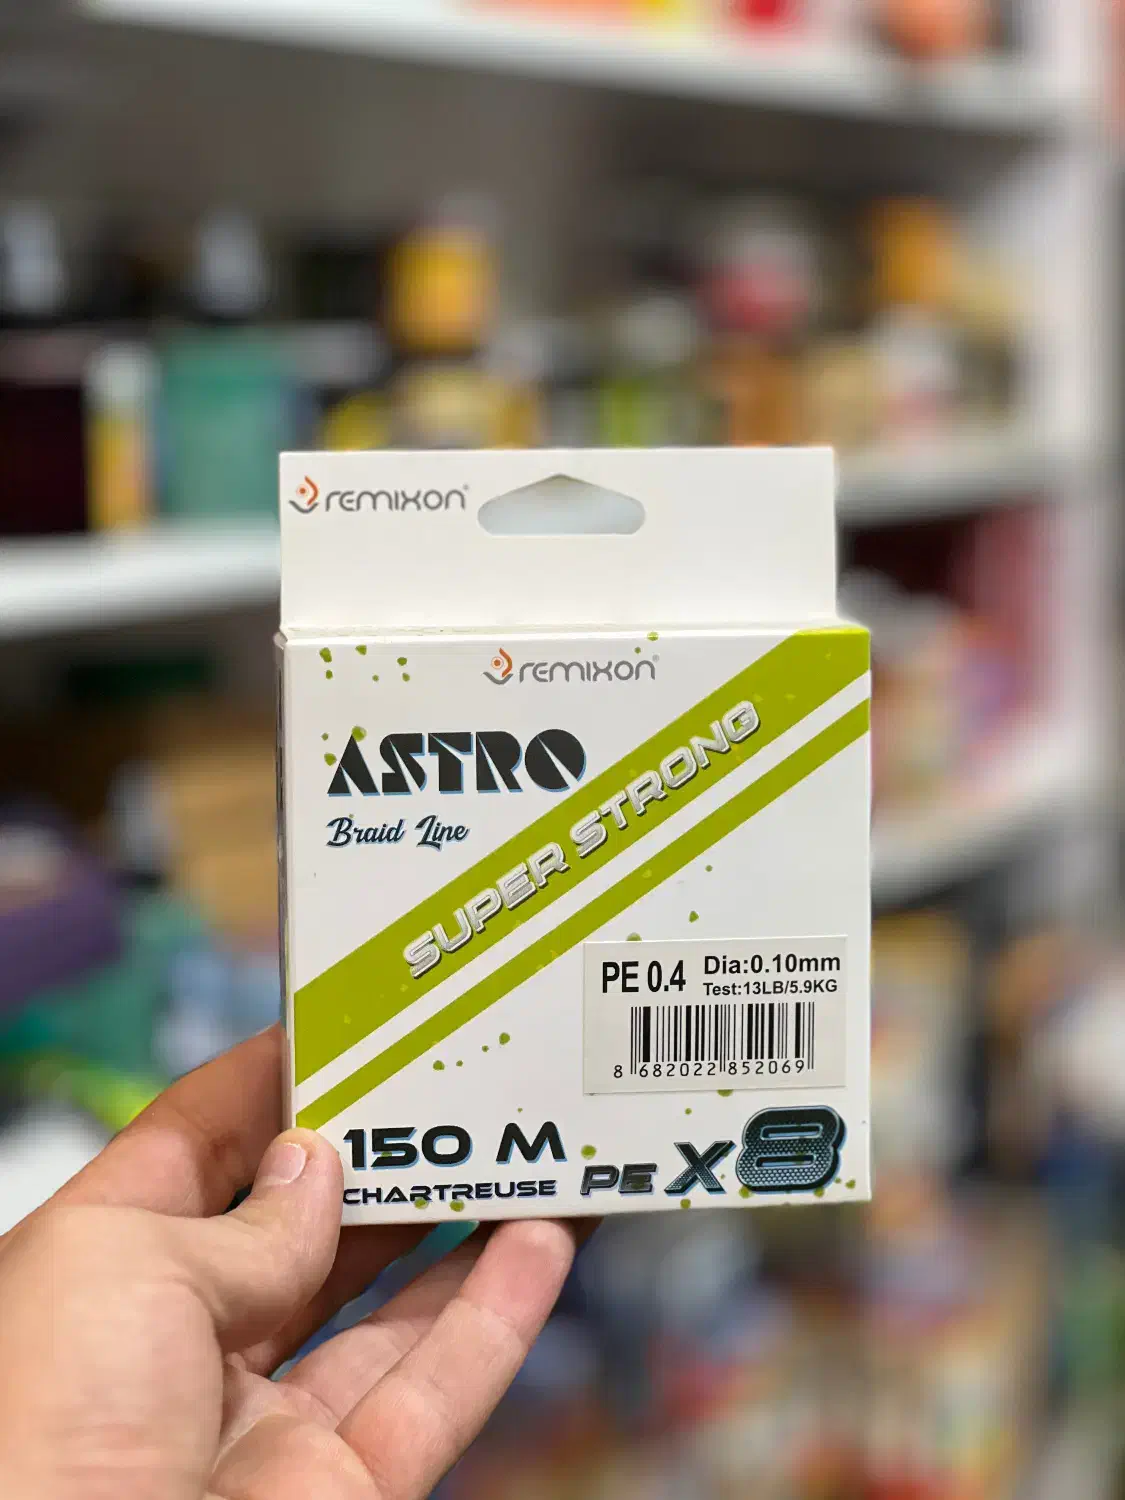 remixon®
remixon®
ASTRO
Braid Line
SUPER STRONG
PE 0.4
Dia:0.10mm
Test:13LB/5.9KG
8 682022 852069
150 M
CHARTREUSE
PE X8